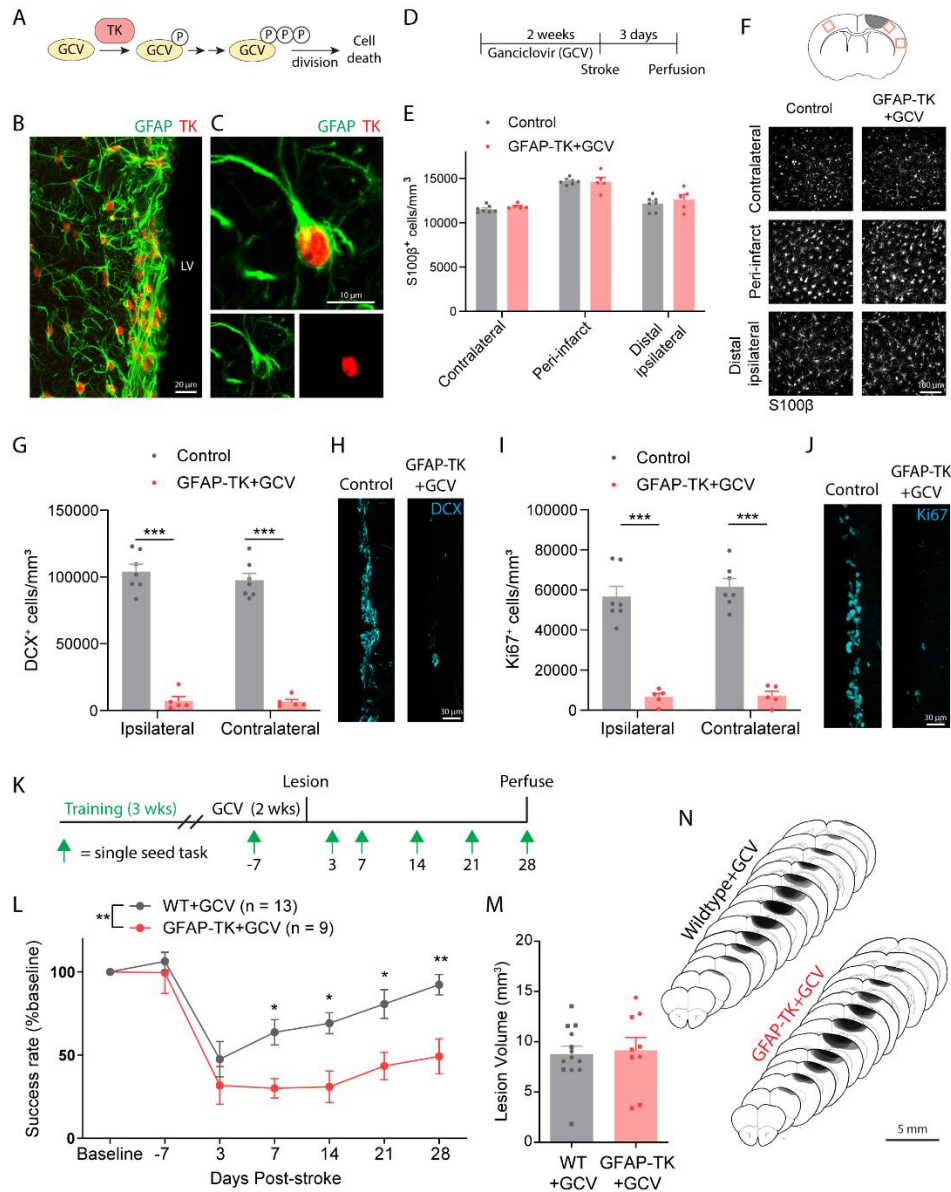 A
TK
GCV
GCV
P
GCV
P P P
division
Cell
death
B
GFAP TK
LV
20 µm
C
GFAP TK
10 µm
D
2 weeks
3 days
Ganciclovir (GCV)
Stroke
Perfusion
E
Control
GFAP-TK+GCV
S100β⁺ cells/mm³
15000
10000
5000
0
Contralateral
Peri-infarct
Distal
ipsilateral
F
Control
GFAP-TK
+GCV
Contralateral
Peri-infarct
Distal
ipsilateral
100 µm
S100β
G
Control
GFAP-TK+GCV
DCX⁺ cells/mm³
150000
100000
50000
0
***
***
Ipsilateral
Contralateral
H
Control
GFAP-TK
+GCV
DCX
30 µm
I
Control
GFAP-TK+GCV
Ki67⁺ cells/mm³
100000
80000
60000
40000
20000
0
***
***
Ipsilateral
Contralateral
J
Control
GFAP-TK
+GCV
Ki67
30 µm
K
Lesion
Perfuse
Training (3 wks)
GCV (2 wks)
= single seed task
-7
3
7
14
21
28
L
**
WT+GCV (n = 13)
GFAP-TK+GCV (n = 9)
Success rate (%baseline)
100
50
0
*
*
*
**
Baseline
-7
3
7
14
21
28
Days Post-stroke
M
Lesion Volume (mm³)
20
15
10
5
0
WT
+GCV
GFAP-TK
+GCV
N
Wildtype+GCV
GFAP-TK+GCV
5 mm